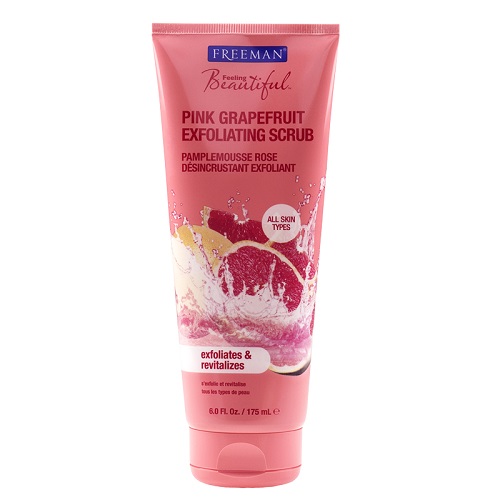 FREEMAN
Feeling
Beautiful™
PINK GRAPEFRUIT
EXFOLIATING SCRUB
PAMPLEMOUSSE ROSE
DÉSINCRUSTANT EXFOLIANT
ALL SKIN
TYPES
exfoliates &
revitalizes
s'exfolie et revitalise
tous les types de peau
6.0 Fl. Oz. / 175 mL ℮